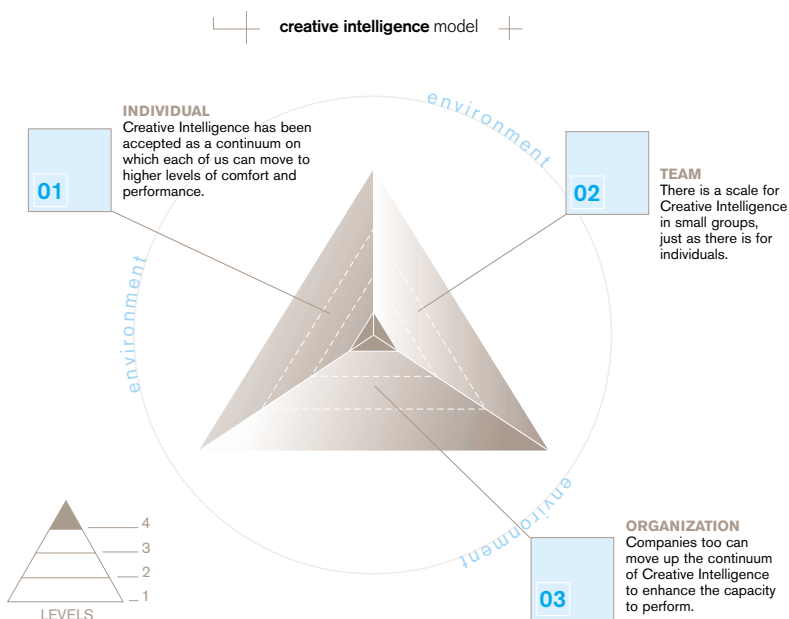 creative intelligence model
environment
INDIVIDUAL
Creative Intelligence has been
accepted as a continuum on
which each of us can move to
higher levels of comfort and
performance.
01
02
TEAM
There is a scale for
Creative Intelligence
in small groups,
just as there is for
individuals.
environment
environment
4
3
2
1
LEVELS
03
ORGANIZATION
Companies too can
move up the continuum
of Creative Intelligence
to enhance the capacity
to perform.